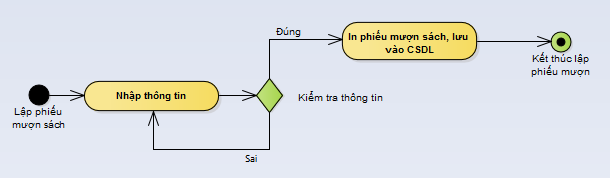 Đúng
In phiếu mượn sách, lưu
vào CSDL
Kết thúc lập
phiếu mượn
Nhập thông tin
Kiểm tra thông tin
Lập phiếu
mượn sách
Sai